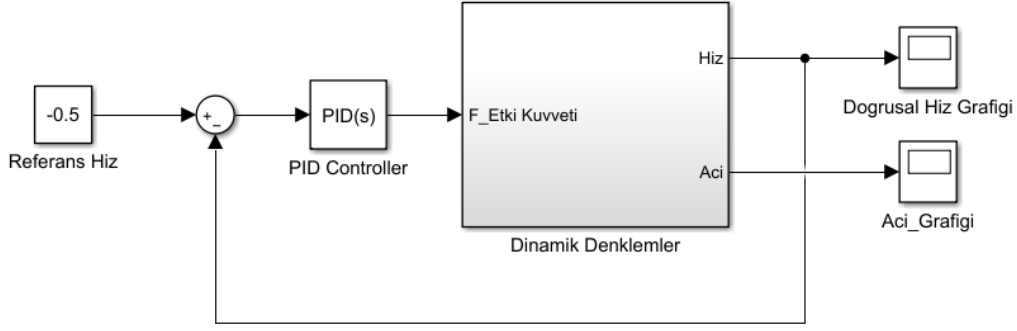 Hiz
-0.5
+
_
PID(s)
F_Etki Kuvveti
Dogrusal Hiz Grafigi
Referans Hiz
PID Controller
Aci
Aci_Grafigi
Dinamik Denklemler